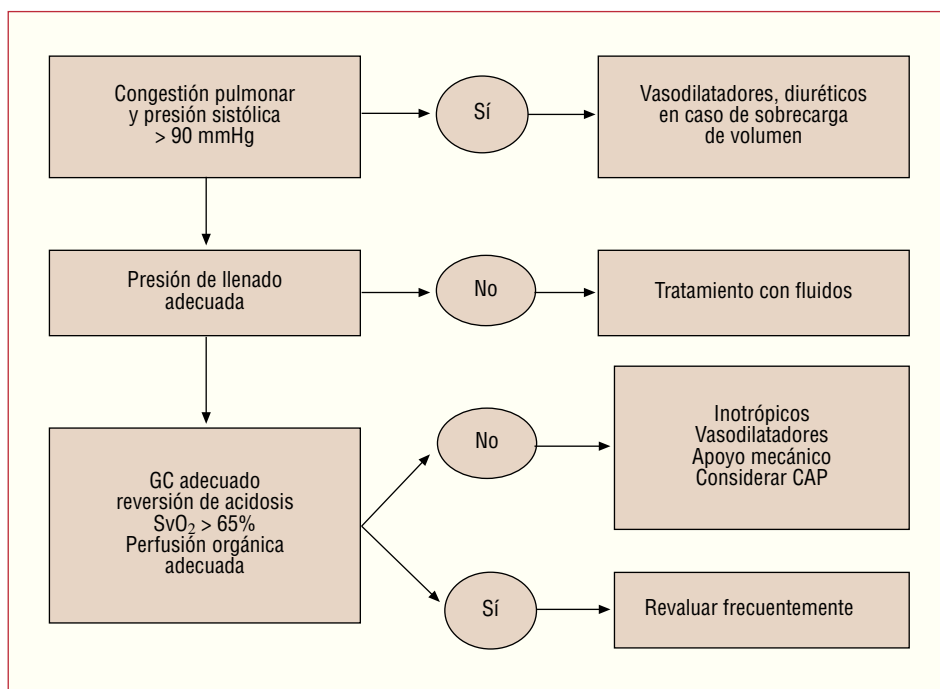 Congestión pulmonar
y presión sistólica
> 90 mmHg
Sí
Vasodilatadores, diuréticos
en caso de sobrecarga
de volumen
Presión de llenado
adecuada
No
Tratamiento con fluidos
GC adecuado
reversión de acidosis
SvO₂ > 65%
Perfusión orgánica
adecuada
No
Inotrópicos
Vasodilatadores
Apoyo mecánico
Considerar CAP
Sí
Revaluar frecuentemente